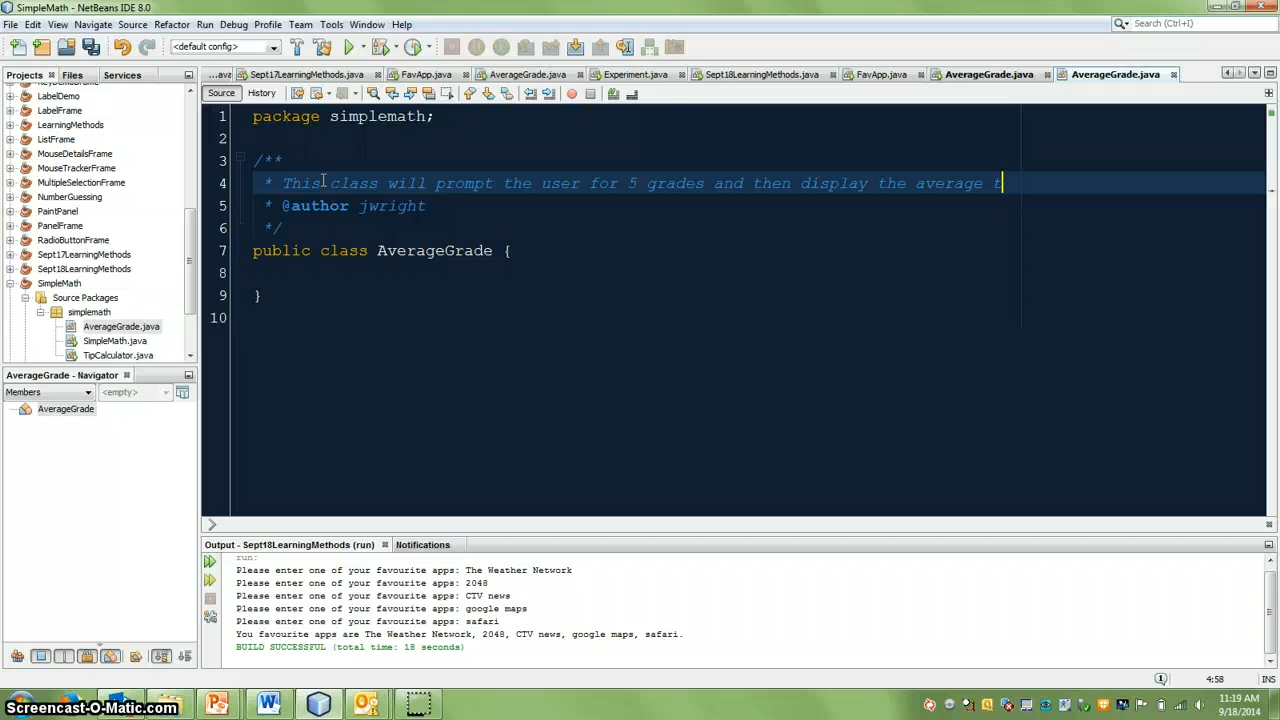 SimpleMath - NetBeans IDE 8.0
File Edit View Navigate Source Refactor Run Debug Profile Team Tools Window Help
Search (Ctrl+I)
<default config>
Projects Files Services
...ava Sept17LearningMethods.java FavApp.java AverageGrade.java Experiment.java Sept18LearningMethods.java FavApp.java AverageGrade.java AverageGrade.java
Source History
LabelDemo
LabelFrame
LearningMethods
ListFrame
MouseDetailsFrame
MouseTrackerFrame
MultipleSelectionFrame
NumberGuessing
PaintPanel
PanelFrame
RadioButtonFrame
Sept17LearningMethods
Sept18LearningMethods
SimpleMath
Source Packages
simplemath
AverageGrade.java
SimpleMath.java
TipCalculator.java
1 package simplemath;
2
3 /**
4 * This class will prompt the user for 5 grades and then display the average t
5 * @author jwright
6 */
7 public class AverageGrade {
8
9 }
10
AverageGrade - Navigator
Members <empty>
AverageGrade
Output - Sept18LearningMethods (run) Notifications
run:
Please enter one of your favourite apps: The Weather Network
Please enter one of your favourite apps: 2048
Please enter one of your favourite apps: CTV news
Please enter one of your favourite apps: google maps
Please enter one of your favourite apps: safari
You favourite apps are The Weather Network, 2048, CTV news, google maps, safari.
BUILD SUCCESSFUL (total time: 18 seconds)
1 4:58 INS
Screencast-O-Matic.com
11:19 AM
9/18/2014